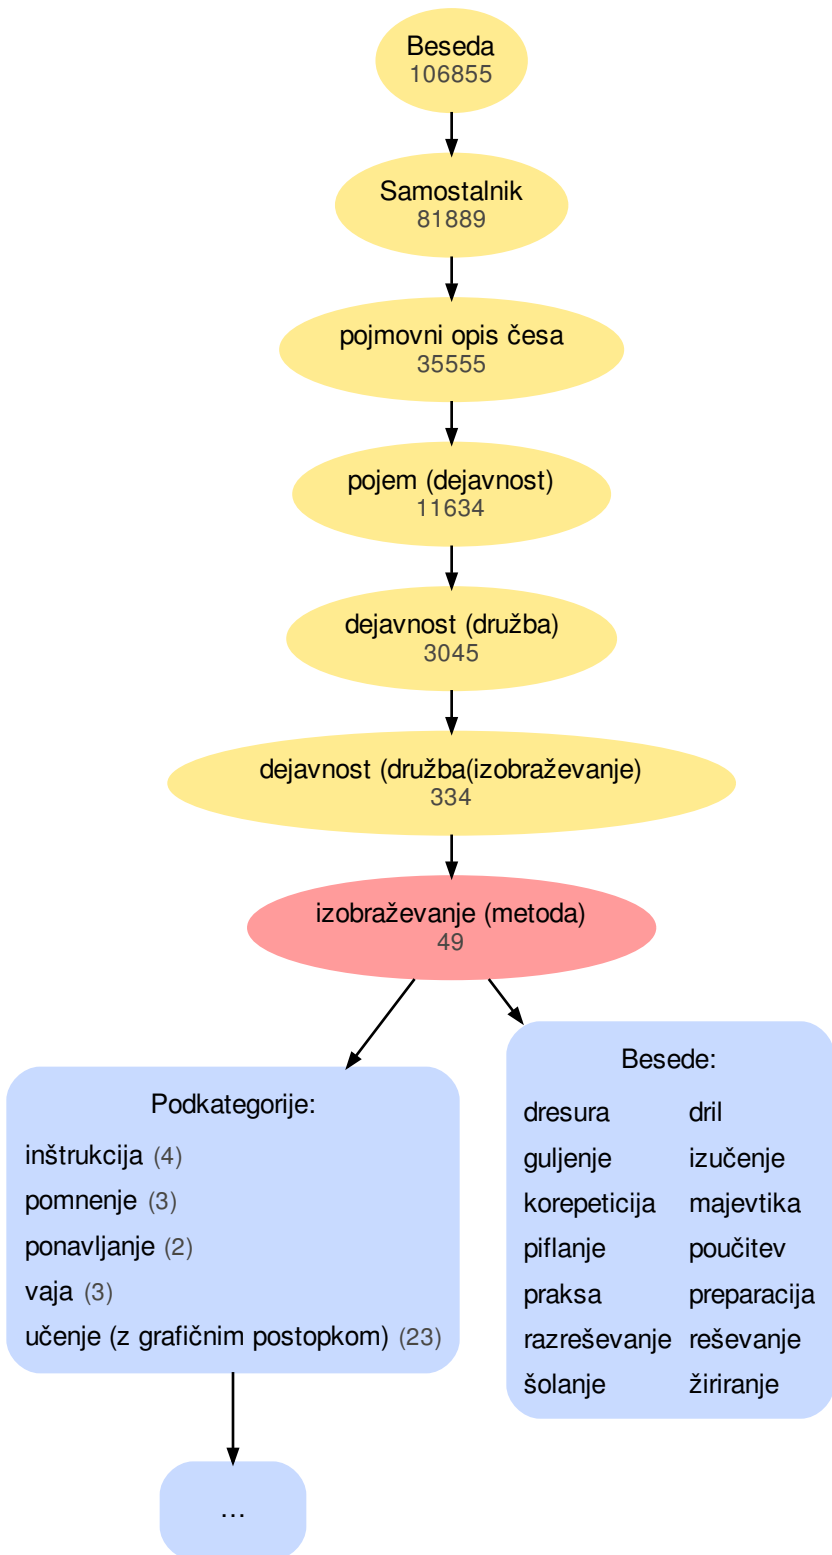 Beseda
106855
Samostalnik
81889
pojmovni opis česa
35555
pojem (dejavnost)
11634
dejavnost (družba)
3045
dejavnost (družba(izobraževanje)
334
izobraževanje (metoda)
49
Podkategorije:
inštrukcija (4)
pomnenje (3)
ponavljanje (2)
vaja (3)
učenje (z grafičnim postopkom) (23)
...
Besede:
dresura dril
guljenje izučenje
korepeticija majevtika
piflanje poučitev
praksa preparacija
razreševanje reševanje
šolanje žiriranje